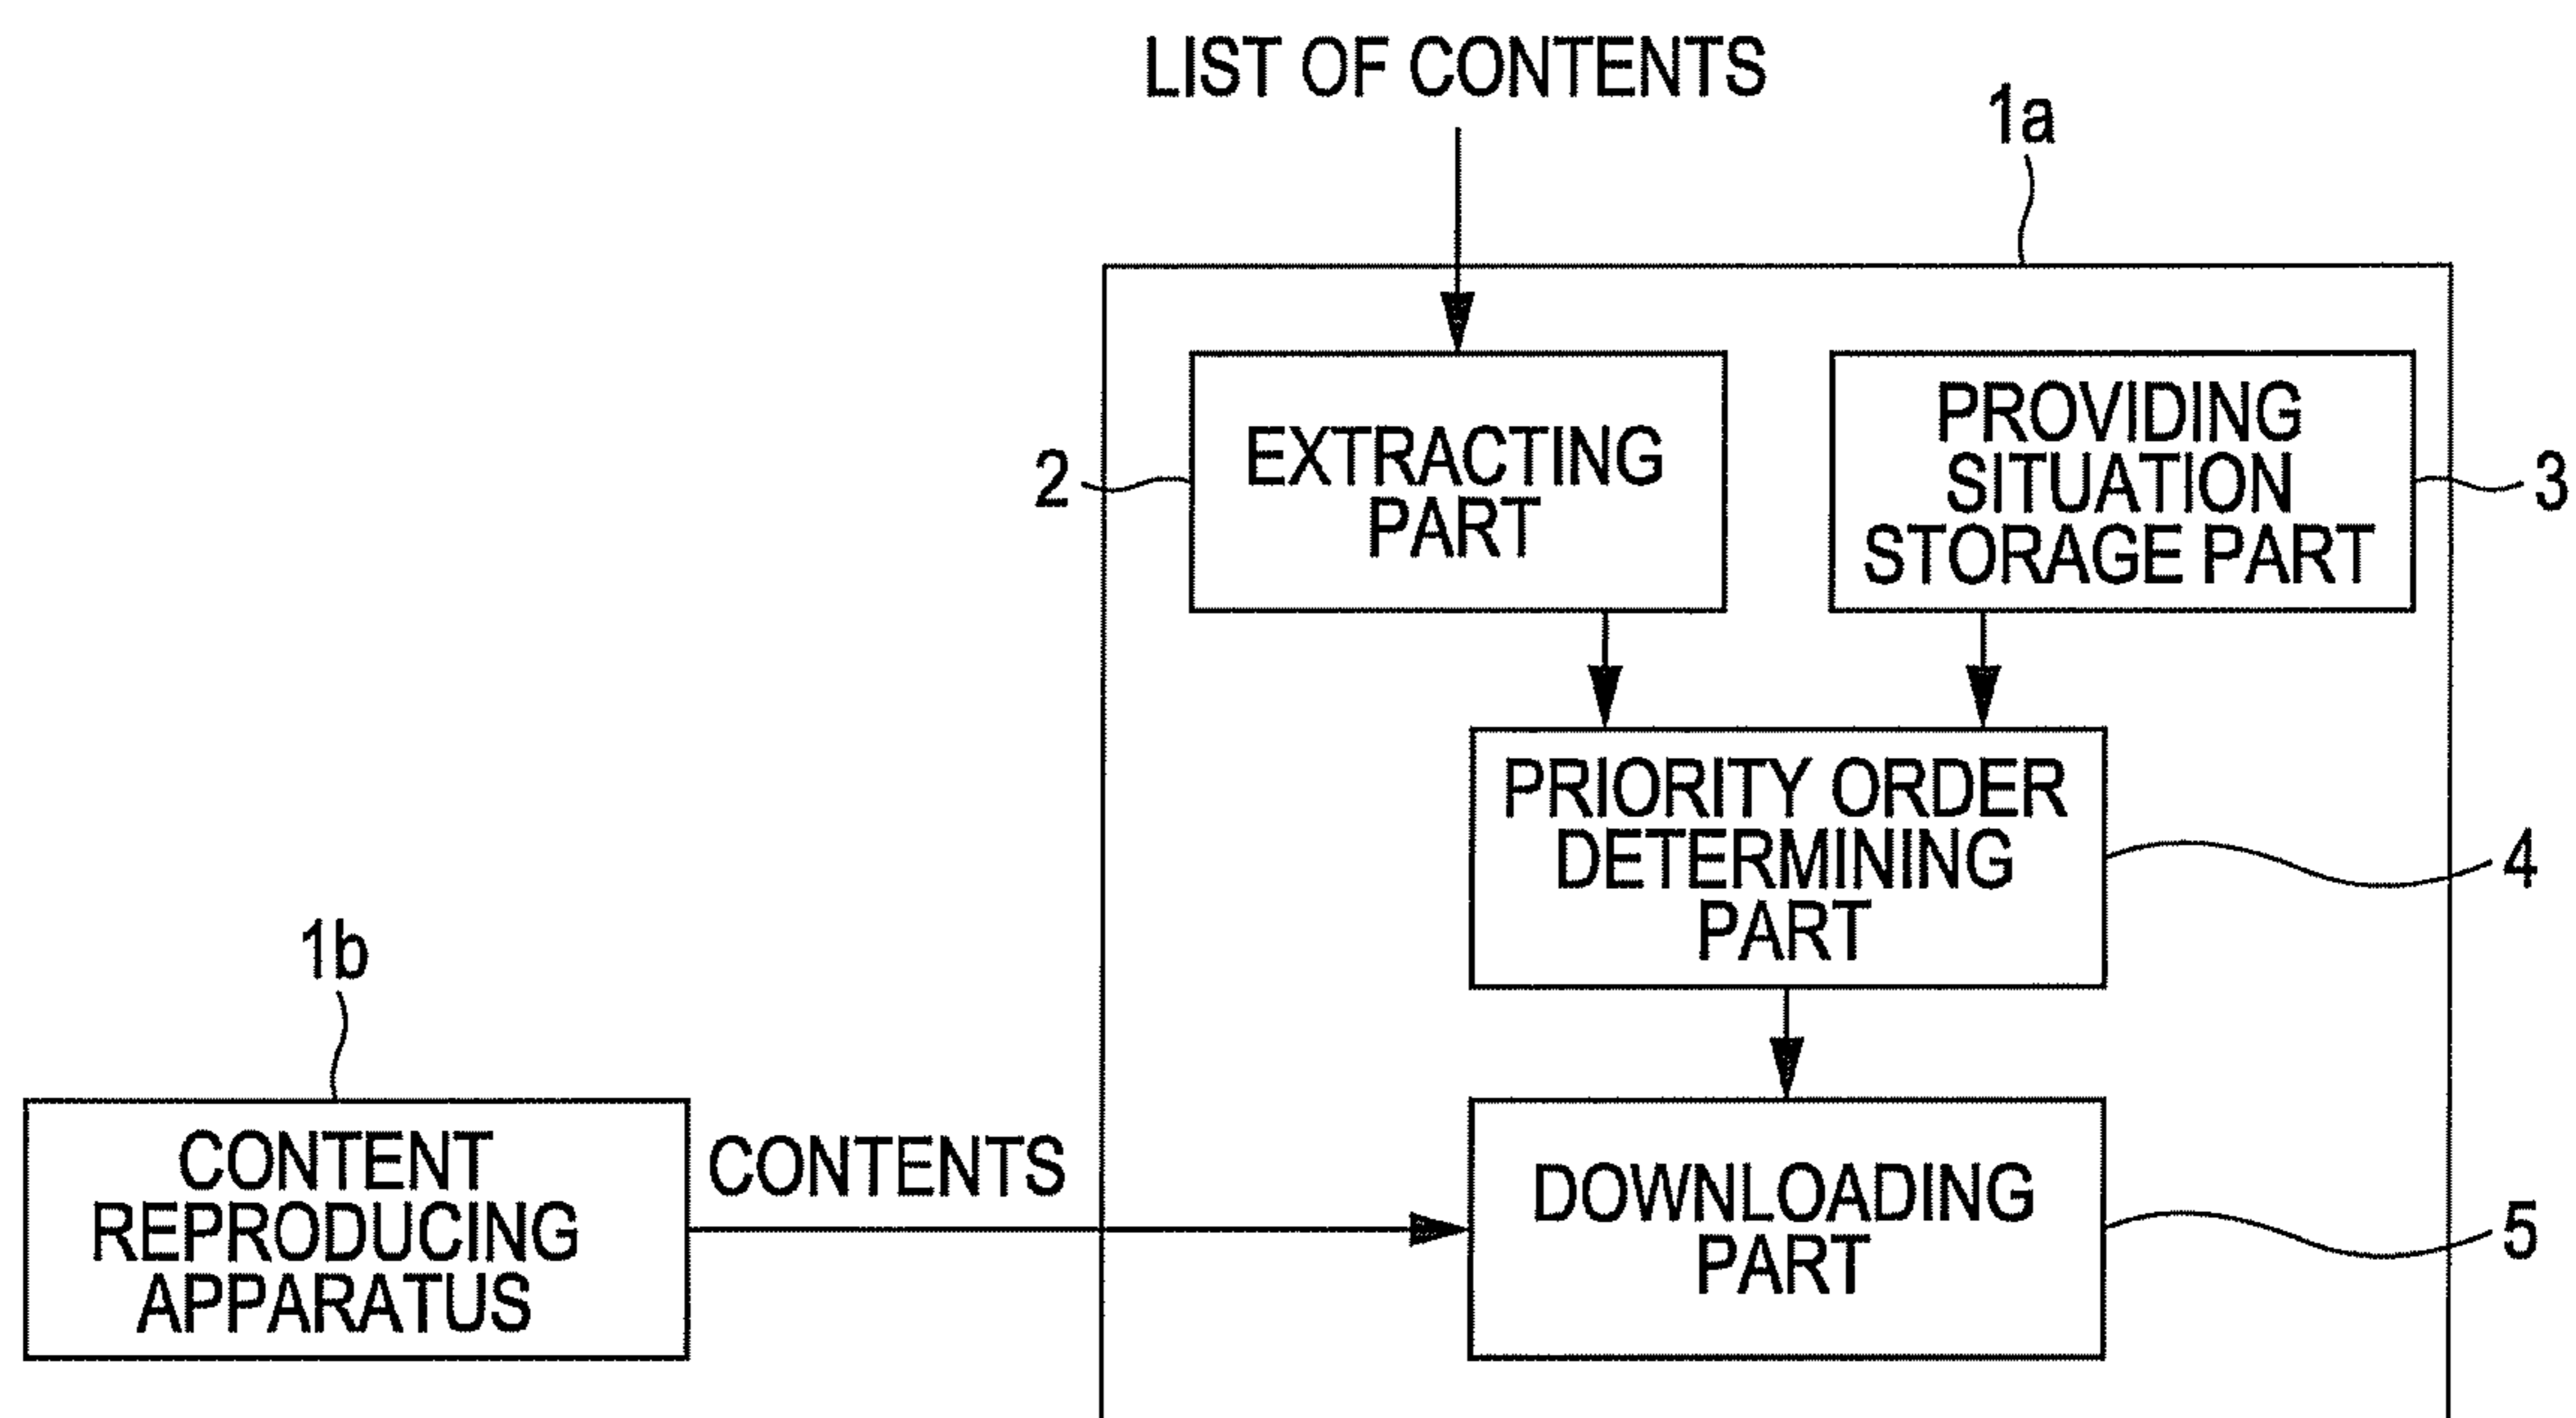 LIST OF CONTENTS
1a
EXTRACTING
PART
2
PROVIDING
SITUATION
STORAGE PART
3
PRIORITY ORDER
DETERMINING
PART
4
1b
CONTENT
REPRODUCING
APPARATUS
CONTENTS
DOWNLOADING
PART
5